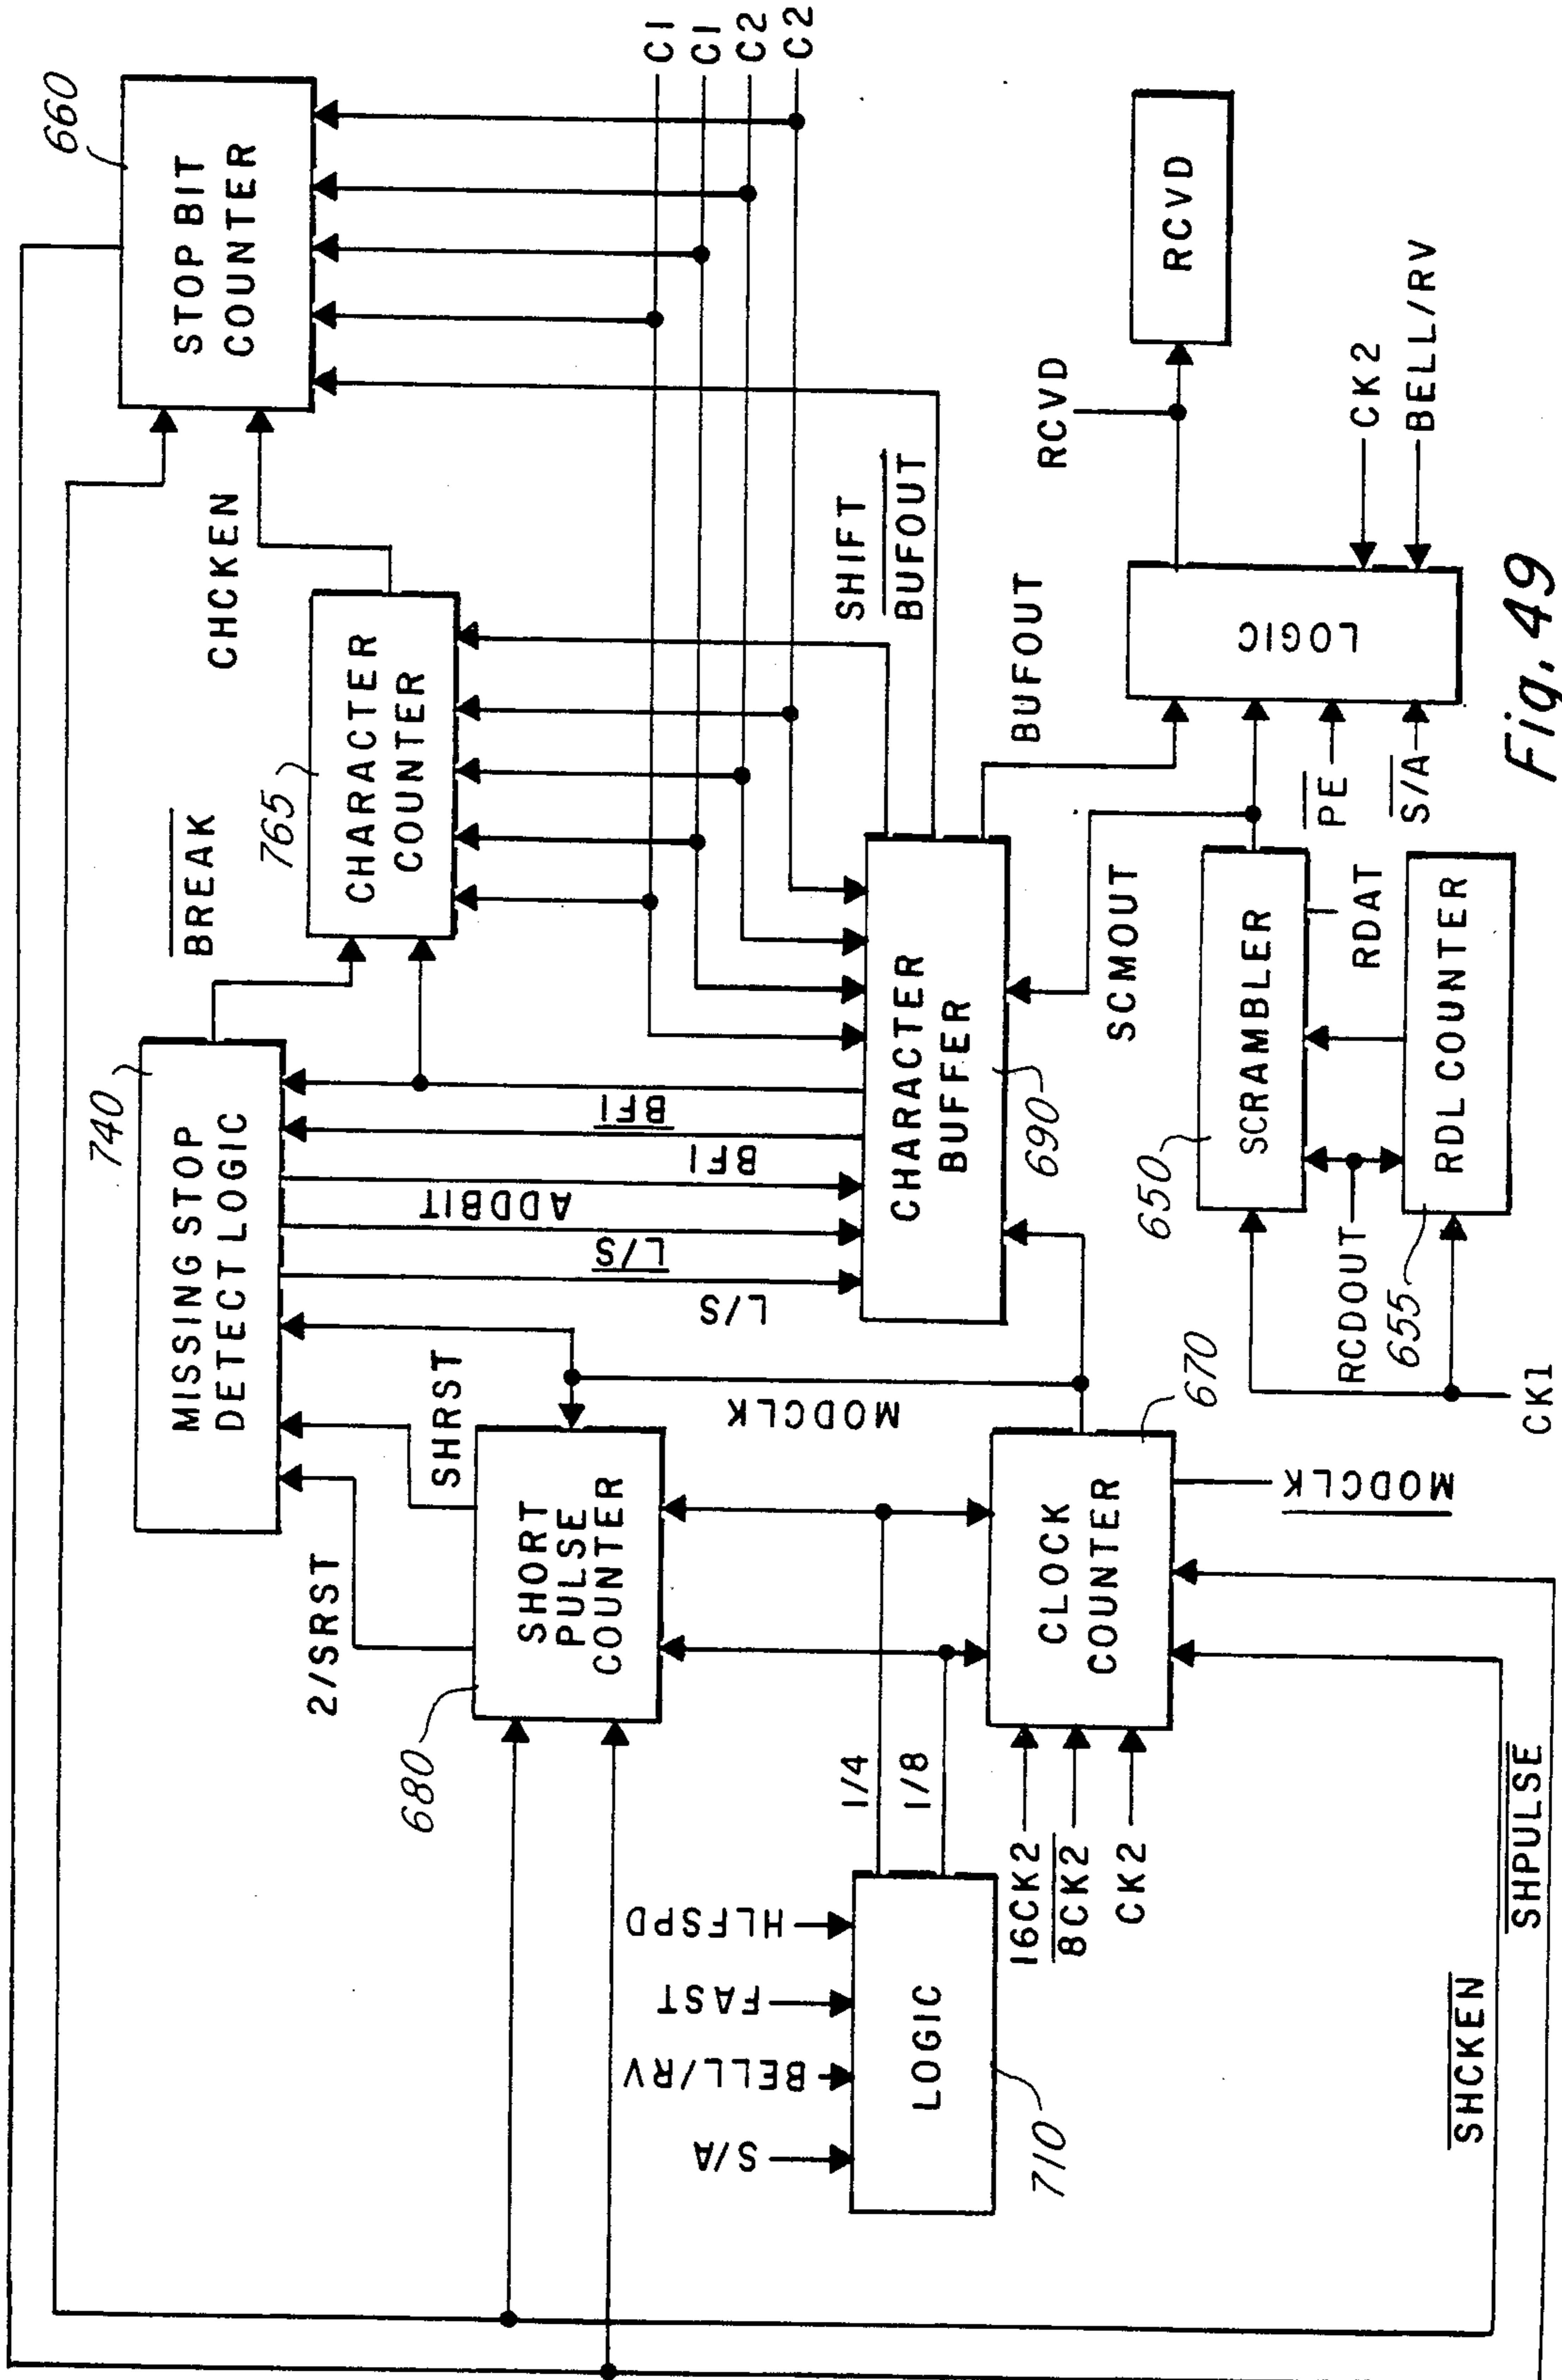 660
STOP BIT
COUNTER
C1
C1
C2
C2
CHCKEN
765
CHARACTER
COUNTER
BREAK
740
MISSING STOP
DETECT LOGIC
RCVD
RCVD
SHIFT
BUFOUT
BUFOUT
LOGIC
CK2
BELL/RV
PE
S/A
BFI
BFI
ADDBIT
L/S
L/S
CHARACTER
BUFFER
690
SCMOUT
650
SCRAMBLER
RDAT
RCDOUT
655
RDL COUNTER
CK1
2/SRST
SHRST
680
SHORT
PULSE
COUNTER
MODCLK
670
CLOCK
COUNTER
MODCLK
1/4
1/8
16CK2
8CK2
CK2
HLFSPD
FAST
BELL/RV
S/A
LOGIC
710
SHCKEN
SHPULSE
Fig. 49